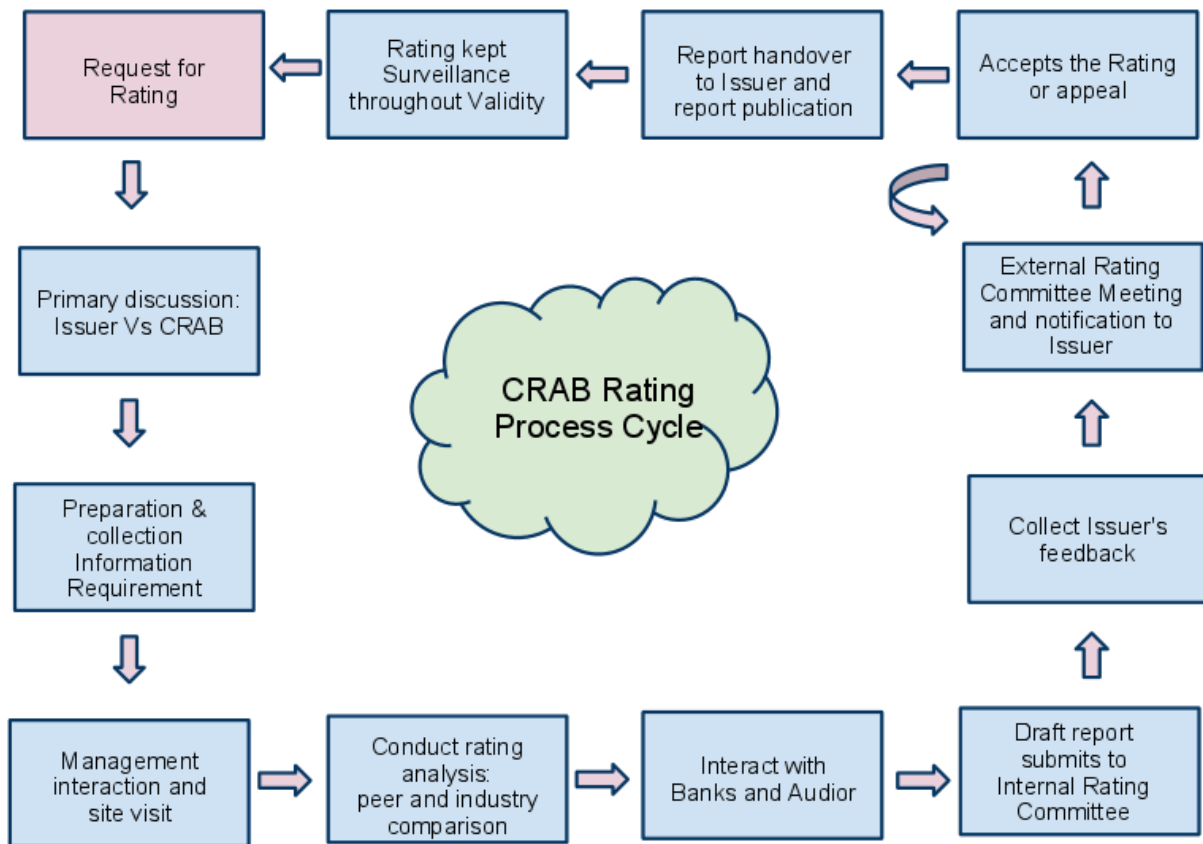 Request for
Rating
Rating kept
Surveillance
throughout Validity
Report handover
to Issuer and
report publication
Accepts the Rating
or appeal
Primary discussion:
Issuer Vs CRAB
CRAB Rating
Process Cycle
External Rating
Committee Meeting
and notification to
Issuer
Preparation &
collection
Information
Requirement
Collect Issuer's
feedback
Management
interaction and
site visit
Conduct rating
analysis:
peer and industry
comparison
Interact with
Banks and Audior
Draft report
submits to
Internal Rating
Committee